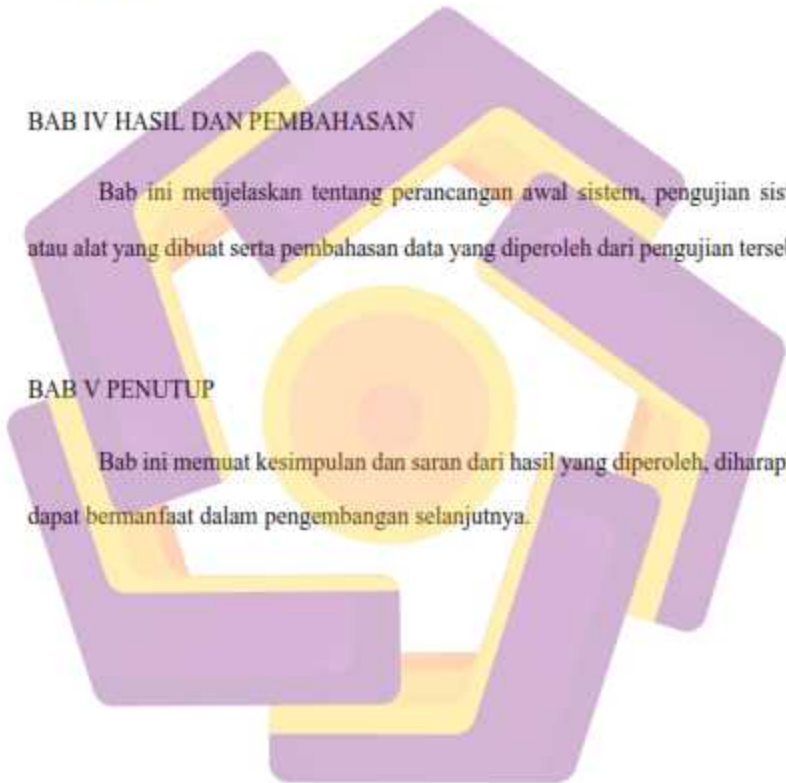 BAB IV HASIL DAN PEMBAHASAN
Bab ini menjelaskan tentang perancangan awal sistem, pengujian
atau alat yang dibuat serta pembahasan data yang diperoleh dari pengujian
BAB V PENUTUP
Bab ini memuat kesimpulan dan saran dari hasil yang diperoleh,
dapat bermanfaat dalam pengembangan selanjutnya.